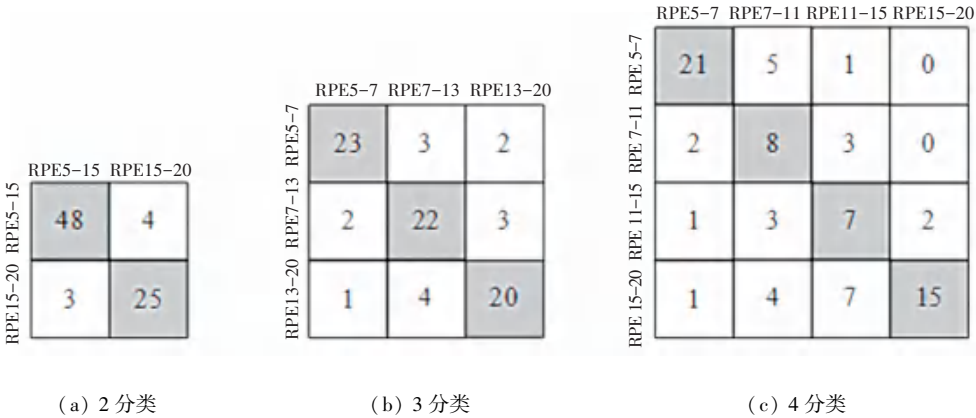 RPE5-7 RPE7-13 RPE13-20
RPE5-7 23 3 2
RPE7-13 2 22 3
RPE13-20 1 4 20
RPE5-15 RPE15-20
RPE5-15 48 4
RPE15-20 3 25
RPE5-7 RPE7-11 RPE11-15 RPE15-20
RPE 5-7 21 5 1 0
RPE 7-11 2 8 3 0
RPE 11-15 1 3 7 2
RPE 15-20 1 4 7 15
(a) 2 分类
(b) 3 分类
(c) 4 分类